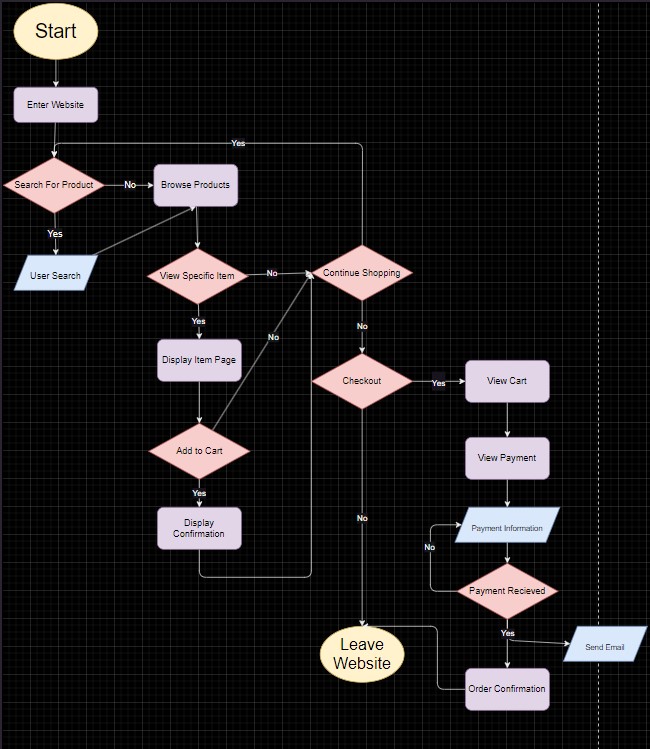 Start
Enter Website
Yes
Search For Product
No
Browse Products
Yes
User Search
View Specific Item
No
Continue Shopping
Yes
No
No
Display Item Page
Checkout
Yes
View Cart
Add to Cart
View Payment
Yes
Display
Confirmation
No
Payment Information
No
Payment Recieved
Yes
Leave
Website
Send Email
Order Confirmation